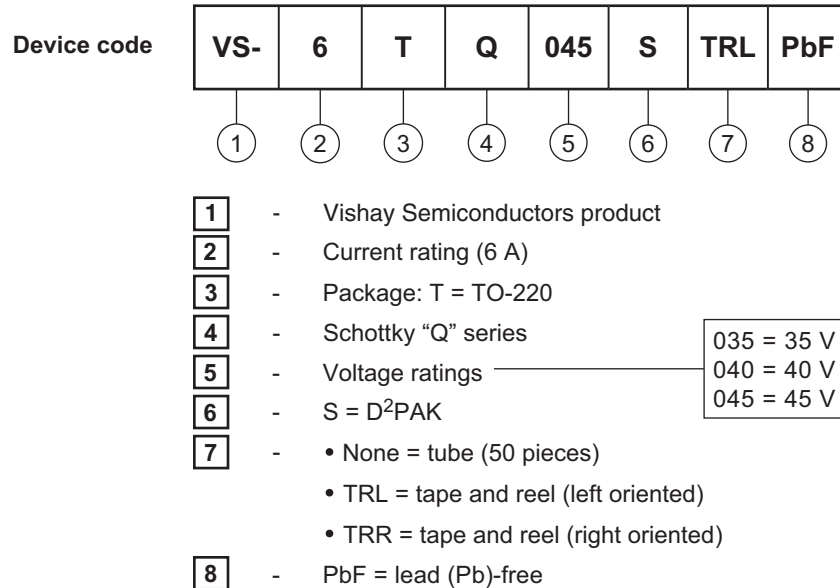 Device code
VS- 6 T Q 045 S TRL PbF
1 2 3 4 5 6 7 8
1 - Vishay Semiconductors product
2 - Current rating (6 A)
3 - Package: T = TO-220
4 - Schottky “Q” series
5 - Voltage ratings
035 = 35 V
040 = 40 V
045 = 45 V
6 - S = D²PAK
7 - • None = tube (50 pieces)
• TRL = tape and reel (left oriented)
• TRR = tape and reel (right oriented)
8 - PbF = lead (Pb)-free